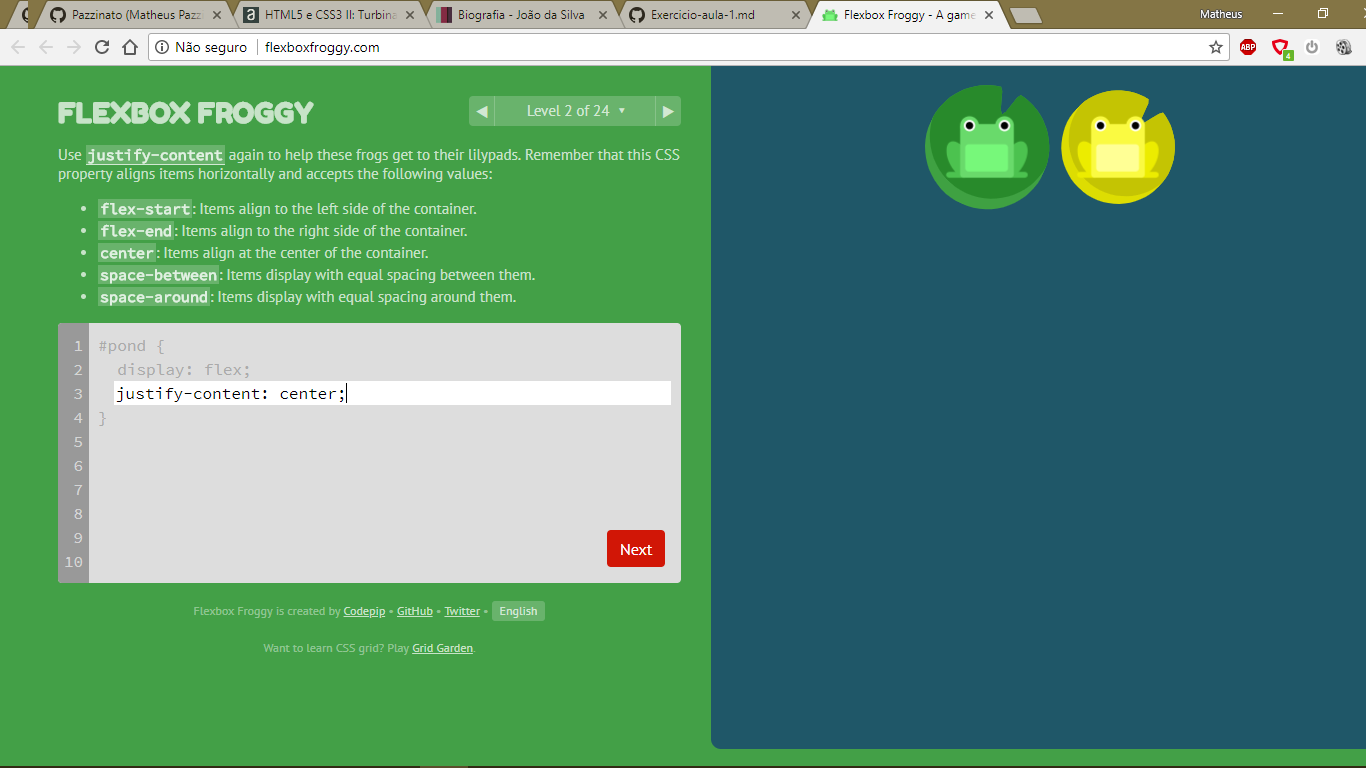 Pazzinato (Matheus Pazz
HTML5 e CSS3 II: Turbina
Biografia - João da Silva
Exercicio-aula-1.md
Flexbox Froggy - A game
Matheus
Não seguro
flexboxfroggy.com
ABP
4
FLEXBOX FROGGY
Level 2 of 24
Use justify-content again to help these frogs get to their lilypads. Remember that this CSS
property aligns items horizontally and accepts the following values:
• flex-start: Items align to the left side of the container.
• flex-end: Items align to the right side of the container.
• center: Items align at the center of the container.
• space-between: Items display with equal spacing between them.
• space-around: Items display with equal spacing around them.
1 #pond {
2 display: flex;
3 justify-content: center;
4 }
5
6
7
8
9
10
Next
Flexbox Froggy is created by Codepip • GitHub • Twitter • English
Want to learn CSS grid? Play Grid Garden.